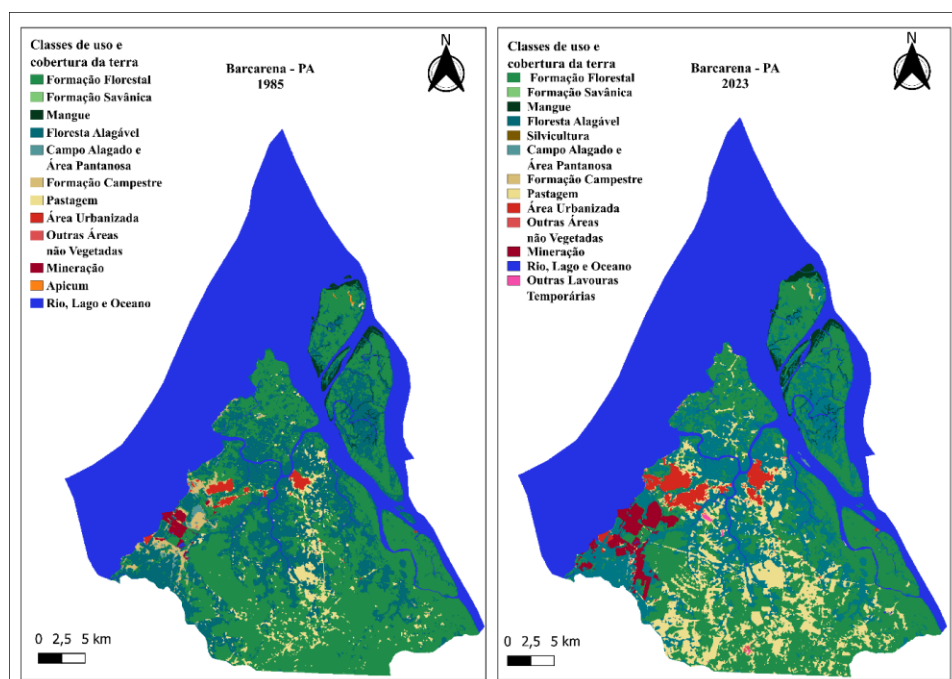 Classes de uso e
cobertura da terra
Formação Florestal
Formação Savânica
Mangue
Floresta Alagável
Campo Alagado e
Área Pantanosa
Formação Campestre
Pastagem
Área Urbanizada
Outras Áreas
não Vegetadas
Mineração
Apicum
Rio, Lago e Oceano
Barcarena - PA
1985
N
0 2,5 5 km
Classes de uso e
cobertura da terra
Formação Florestal
Formação Savânica
Mangue
Floresta Alagável
Silvicultura
Campo Alagado e
Área Pantanosa
Formação Campestre
Pastagem
Área Urbanizada
Outras Áreas
não Vegetadas
Mineração
Rio, Lago e Oceano
Outras Lavouras
Temporárias
Barcarena - PA
2023
N
0 2,5 5 km